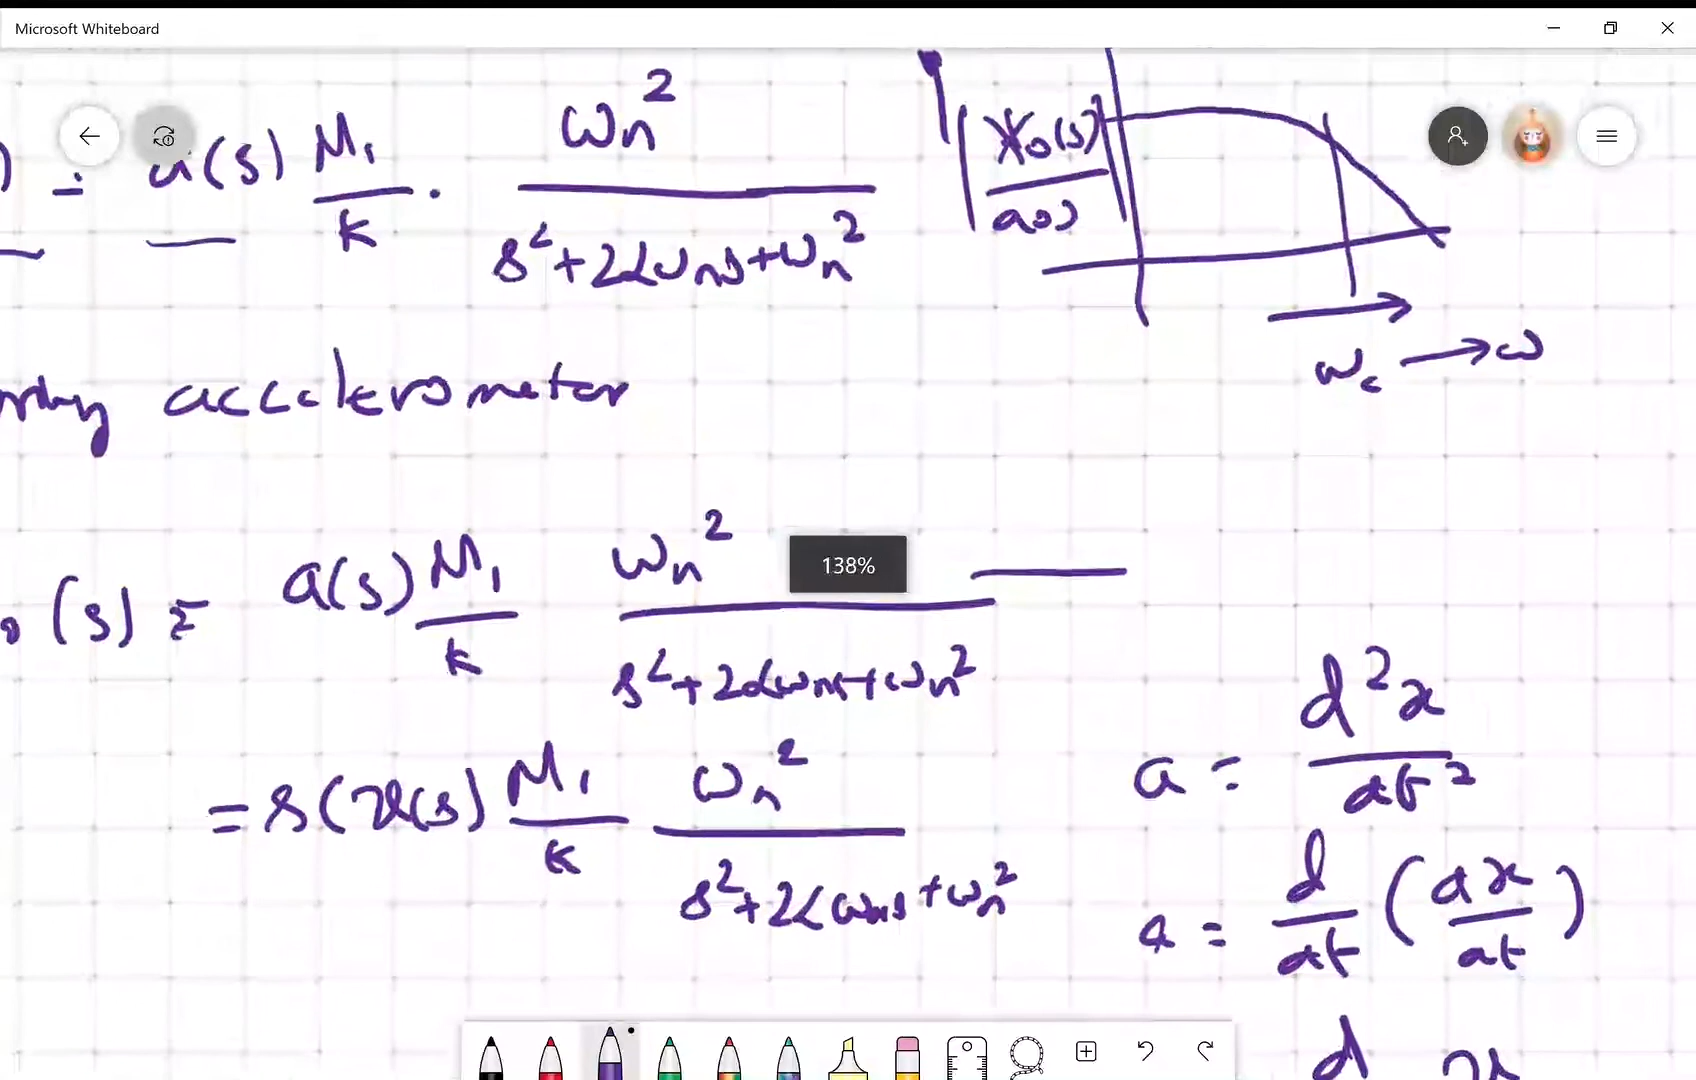 Microsoft Whiteboard
) = a(s) M₁/k · ωn²/(s²+2ζωns+ωn²)
|X₀(s)/a(s)|
ωc → ω
accelerometer
₀(s) = a(s) M₁/k ωn²/(s²+2ζωns+ωn²)
138%
= s(v(s) M₁/k ωn²/(s²+2ζωns+ωn²)
a = d²x/dt²
a = d/dt (dx/dt)
d